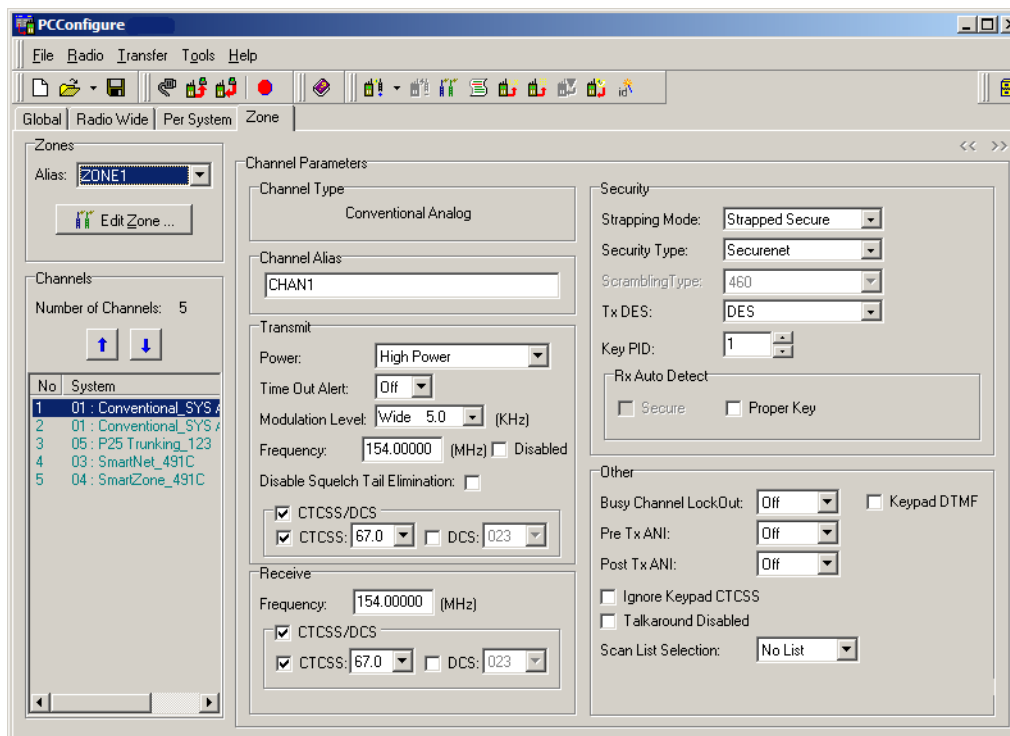 PCConfigure
File Radio Transfer Tools Help
id
Global Radio Wide Per System Zone
Zones
Alias: ZONE1
Edit Zone ...
Channels
Number of Channels: 5
No System
1 01 : Conventional_SYS A
2 01 : Conventional_SYS A
3 05 : P25 Trunking_123
4 03 : SmartNet_491C
5 04 : SmartZone_491C
<< >>
Channel Parameters
Channel Type
Conventional Analog
Channel Alias
CHAN1
Transmit
Power: High Power
Time Out Alert: Off
Modulation Level: Wide 5.0 (KHz)
Frequency: 154.00000 (MHz) Disabled
Disable Squelch Tail Elimination:
CTCSS/DCS
CTCSS: 67.0 DCS: 023
Receive
Frequency: 154.00000 (MHz)
CTCSS/DCS
CTCSS: 67.0 DCS: 023
Security
Strapping Mode: Strapped Secure
Security Type: Securenet
ScramblingType: 460
Tx DES: DES
Key PID: 1
Rx Auto Detect
Secure Proper Key
Other
Busy Channel LockOut: Off Keypad DTMF
Pre Tx ANI: Off
Post Tx ANI: Off
Ignore Keypad CTCSS
Talkaround Disabled
Scan List Selection: No List